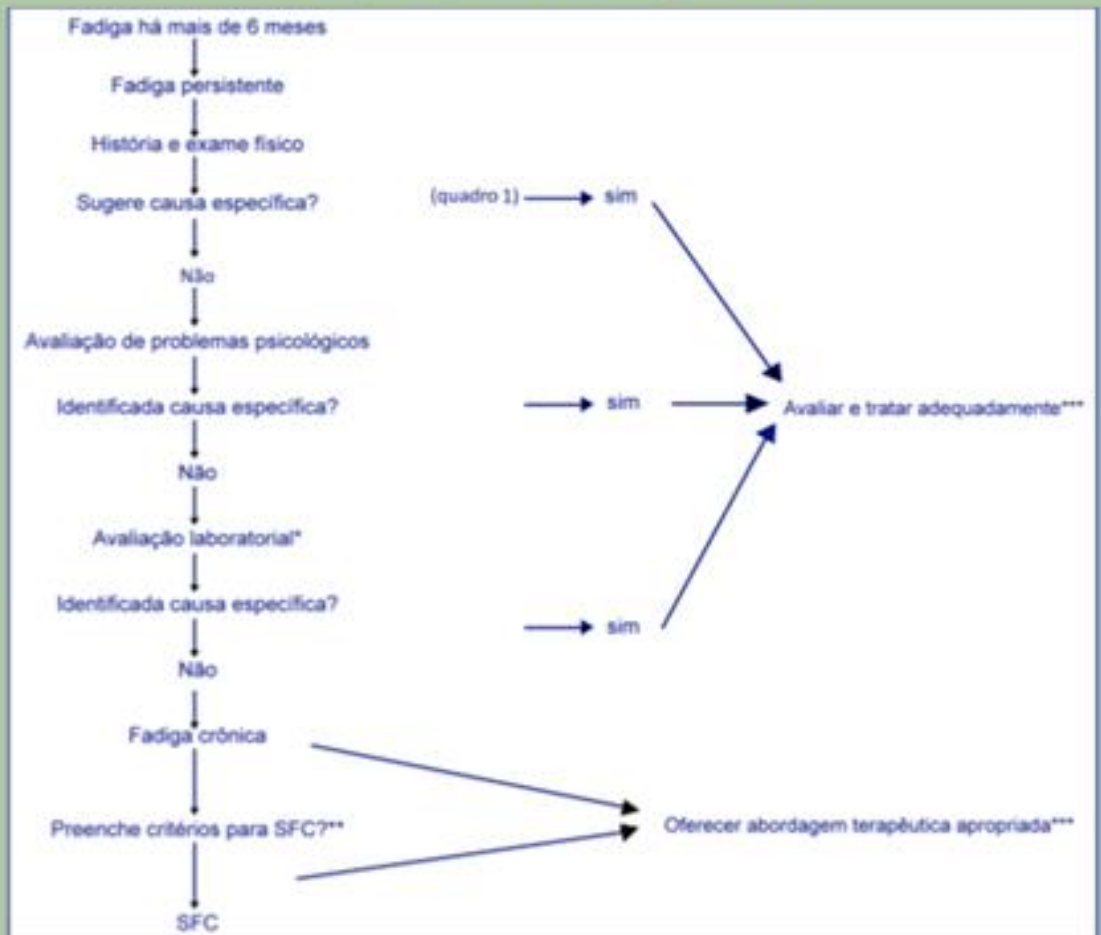 Fadiga há mais de 6 meses
Fadiga persistente
História e exame físico
Sugere causa específica?
(quadro 1)
sim
Não
Avaliação de problemas psicológicos
Identificada causa específica?
sim
Avaliar e tratar adequadamente***
Não
Avaliação laboratorial*
Identificada causa específica?
sim
Não
Fadiga crônica
Preenche critérios para SFC?**
Oferecer abordagem terapêutica apropriada***
SFC